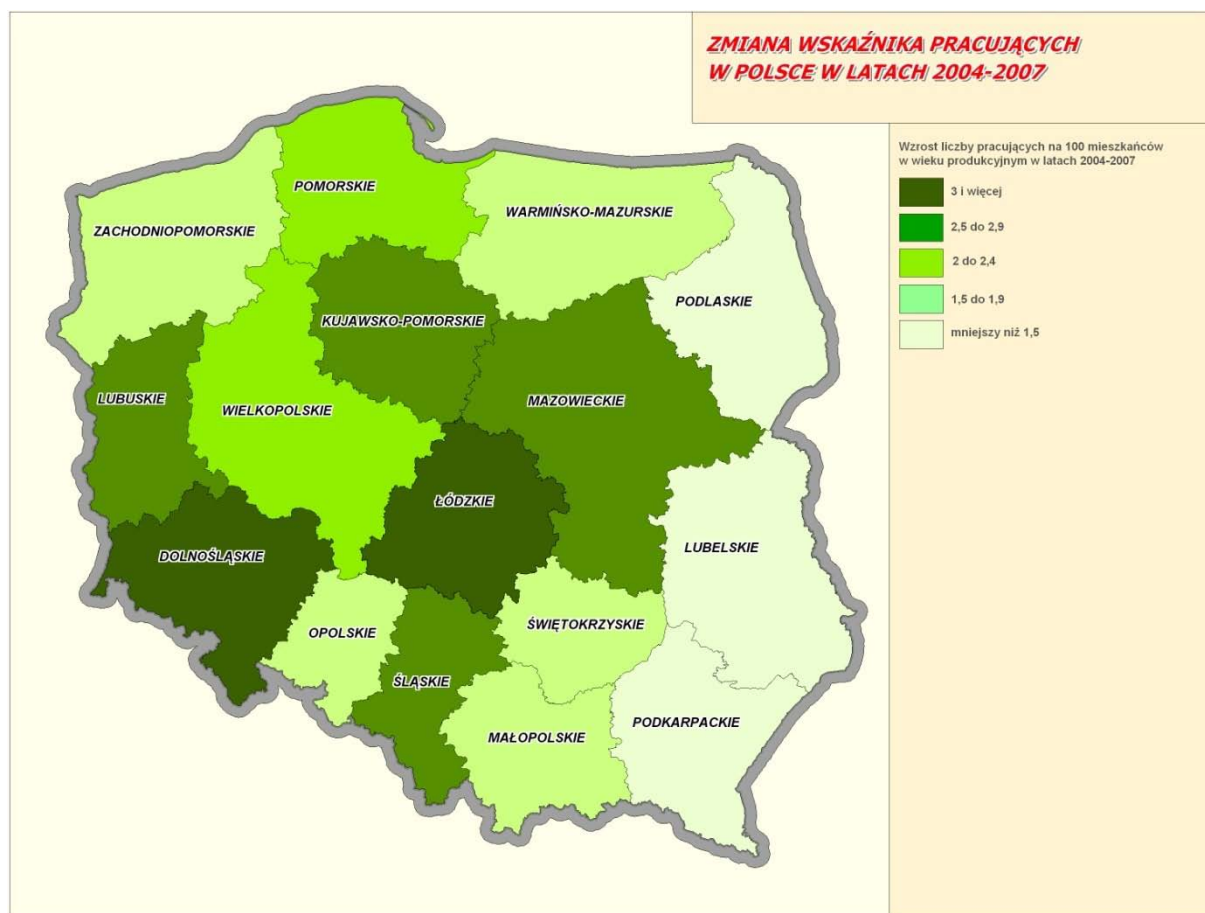 ZMIANA WSKAŹNIKA PRACUJĄCYCH
W POLSCE W LATACH 2004-2007
Wzrost liczby pracujących na 100 mieszkańców
w wieku produkcyjnym w latach 2004-2007
3 i więcej
2,5 do 2,9
2 do 2,4
1,5 do 1,9
mniejszy niż 1,5
POMORSKIE
WARMIŃSKO-MAZURSKIE
ZACHODNIOPOMORSKIE
PODLASKIE
KUJAWSKO-POMORSKIE
LUBUSKIE
MAZOWIECKIE
WIELKOPOLSKIE
ŁÓDZKIE
LUBELSKIE
DOLNOŚLĄSKIE
ŚWIĘTOKRZYSKIE
OPOLSKIE
ŚLĄSKIE
PODKARPACKIE
MAŁOPOLSKIE